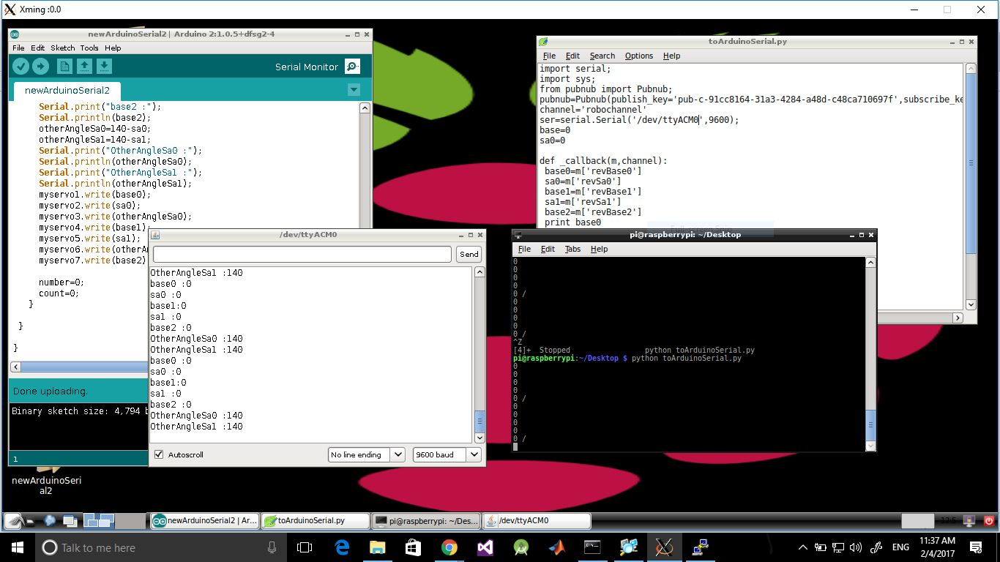 Xming :0.0
newArduinoSerial2 | Arduino 2:1.0.5+dfsg2-4
File Edit Sketch Tools Help
Serial Monitor
newArduinoSerial2
Serial.print("base2 :");
Serial.println(base2);
otherAngleSa0=140-sa0;
otherAngleSa1=140-sa1;
Serial.print("OtherAngleSa0 :");
Serial.println(otherAngleSa0);
Serial.print("OtherAngleSa1 :");
Serial.println(otherAngleSa1);
myservo1.write(base0);
myservo2.write(sa0);
myservo3.write(otherAngleSa0);
myservo4.write(base1);
myservo5.write(sa1);
myservo6.write(otherA
myservo7.write(base2)
number=0;
count=0;
}
}
}
Done uploading.
Binary sketch size: 4,794 b
1
newArduinoSeri
al2
toArduinoSerial.py
File Edit Search Options Help
import serial;
import sys;
from pubnub import Pubnub;
pubnub=Pubnub(publish_key='pub-c-91cc8164-31a3-4284-a48d-c48ca710697f',subscribe_ke
channel='robochannel'
ser=serial.Serial('/dev/ttyACM0',9600);
base=0
sa0=0
def _callback(m,channel):
base0=m['revBase0']
sa0=m['revSa0']
base1=m['revBase1']
sa1=m['revSa1']
base2=m['revBase2']
print base0
/dev/ttyACM0
Send
OtherAngleSa1 :140
base0 :0
sa0 :0
base1:0
sa1 :0
base2 :0
OtherAngleSa0 :140
OtherAngleSa1 :140
base0 :0
sa0 :0
base1:0
sa1 :0
base2 :0
OtherAngleSa0 :140
OtherAngleSa1 :140
Autoscroll
No line ending
9600 baud
pi@raspberrypi: ~/Desktop
File Edit Tabs Help
0
0
0
0
0 /
0
0
0
0
0 /
^Z
[4]+ Stopped python toArduinoSerial.py
pi@raspberrypi:~/Desktop $ python toArduinoSerial.py
0
0
0
0
0 /
0
0
0
0
0 /
newArduinoSerial2 | Ar...
toArduinoSerial.py
pi@raspberrypi: ~/Des...
/dev/ttyACM0
Talk to me here
ENG
11:37 AM
2/4/2017